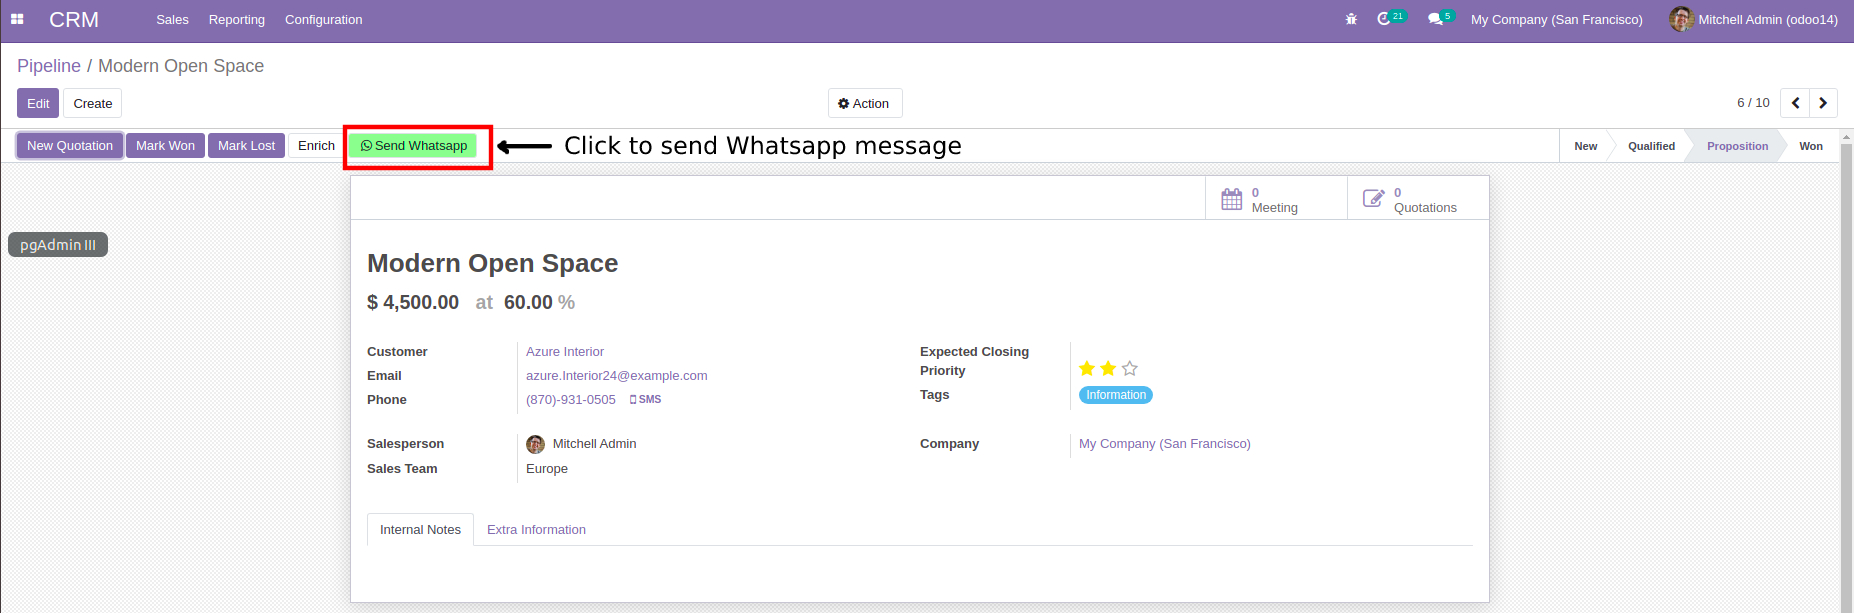 CRM Sales Reporting Configuration 21 5 My Company (San Francisco) Mitchell Admin (odoo14)
Pipeline / Modern Open Space
Edit Create Action 6 / 10
New Quotation Mark Won Mark Lost Enrich Send Whatsapp Click to send Whatsapp message New Qualified Proposition Won
0 0
Meeting Quotations
pgAdmin III
Modern Open Space
$ 4,500.00 at 60.00 %
Customer Azure Interior Expected Closing
Email azure.Interior24@example.com Priority
Phone (870)-931-0505 SMS Tags Information
Salesperson Mitchell Admin Company My Company (San Francisco)
Sales Team Europe
Internal Notes Extra Information